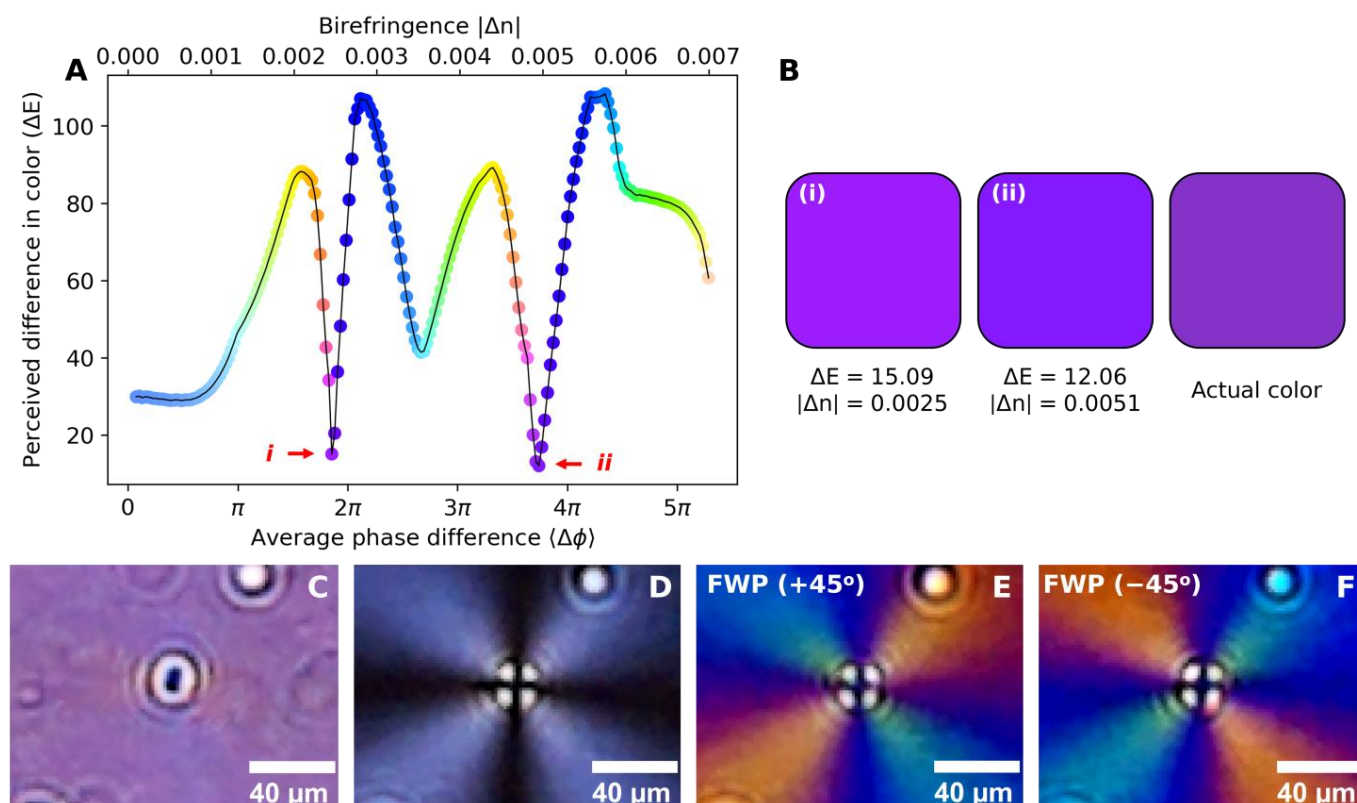 Birefringence |Δn|
0.000 0.001 0.002 0.003 0.004 0.005 0.006 0.007
A
B
Perceived difference in color (ΔE)
100
80
60
40
20
i
ii
0 π 2π 3π 4π 5π
Average phase difference ⟨Δϕ⟩
(i)
(ii)
ΔE = 15.09
|Δn| = 0.0025
ΔE = 12.06
|Δn| = 0.0051
Actual color
C
40 μm
D
40 μm
FWP (+45º)
E
40 μm
FWP (−45º)
F
40 μm